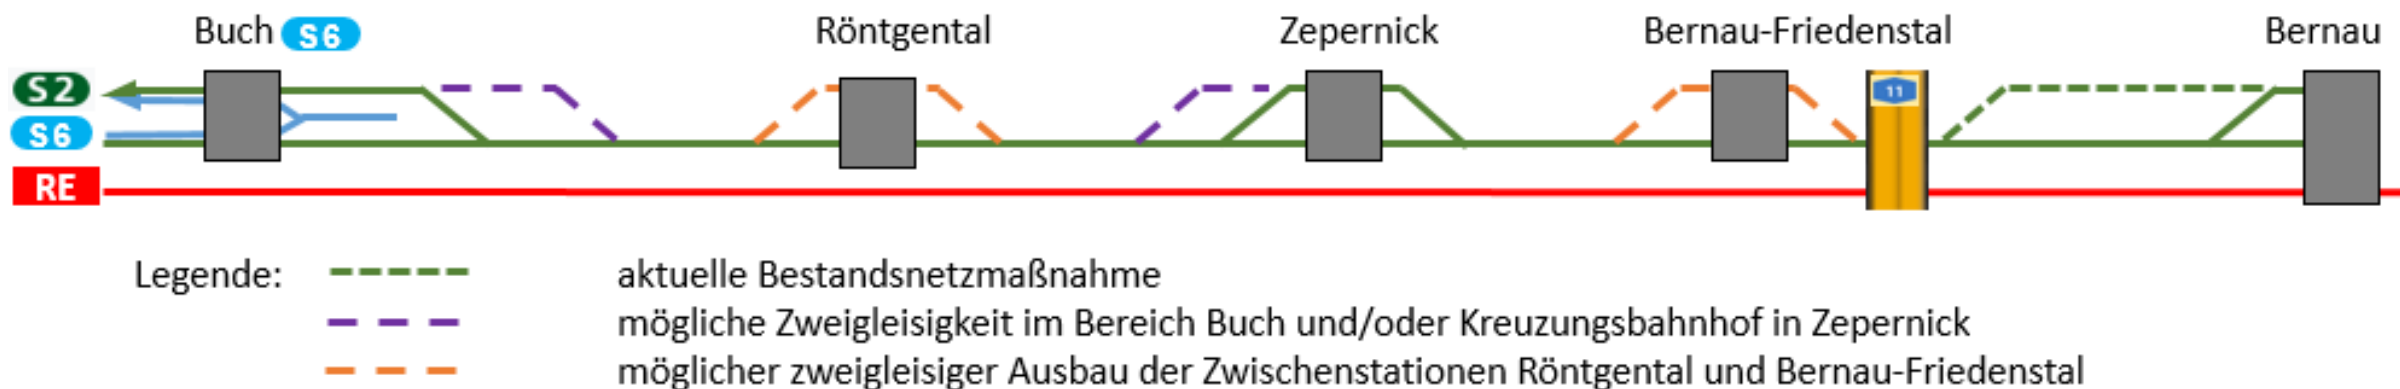 Buch S6 Röntgental Zepernick Bernau-Friedenstal Bernau
S2
11
S6
RE
Legende: aktuelle Bestandsnetzmaßnahme
mögliche Zweigleisigkeit im Bereich Buch und/oder Kreuzungsbahnhof in Zepernick
möglicher zweigleisiger Ausbau der Zwischenstationen Röntgental und Bernau-Friedenstal